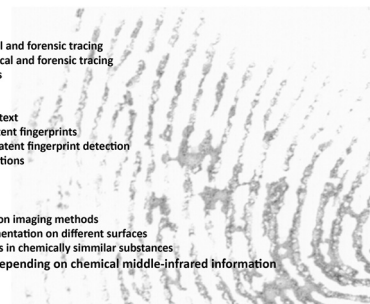 l and forensic tracing
cal and forensic tracing
s
text
ent fingerprints
atent fingerprint detection
tions
on imaging methods
nentation on different surfaces
s in chemically simmilar substances
epending on chemical middle-infrared information